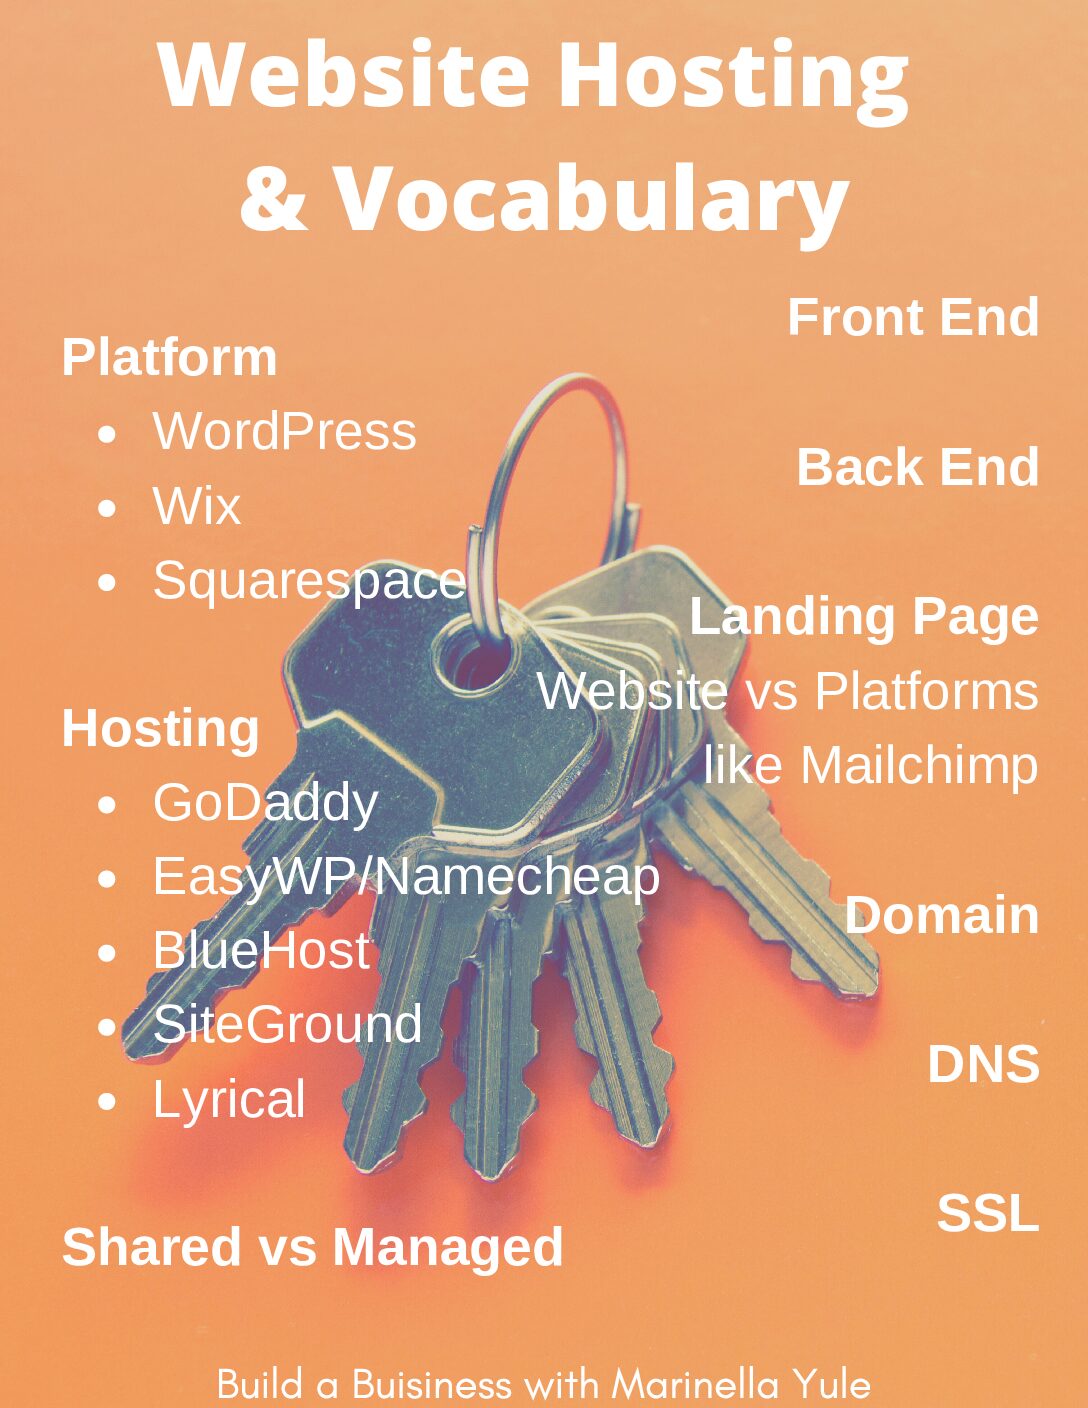 Website Hosting
& Vocabulary
Platform
• WordPress
• Wix
• Squarespace
Hosting
• GoDaddy
• EasyWP/Namecheap
• BlueHost
• SiteGround
• Lyrical
Shared vs Managed
Front End
Back End
Landing Page
Website vs Platforms
like Mailchimp
Domain
DNS
SSL
Build a Buisiness with Marinella Yule